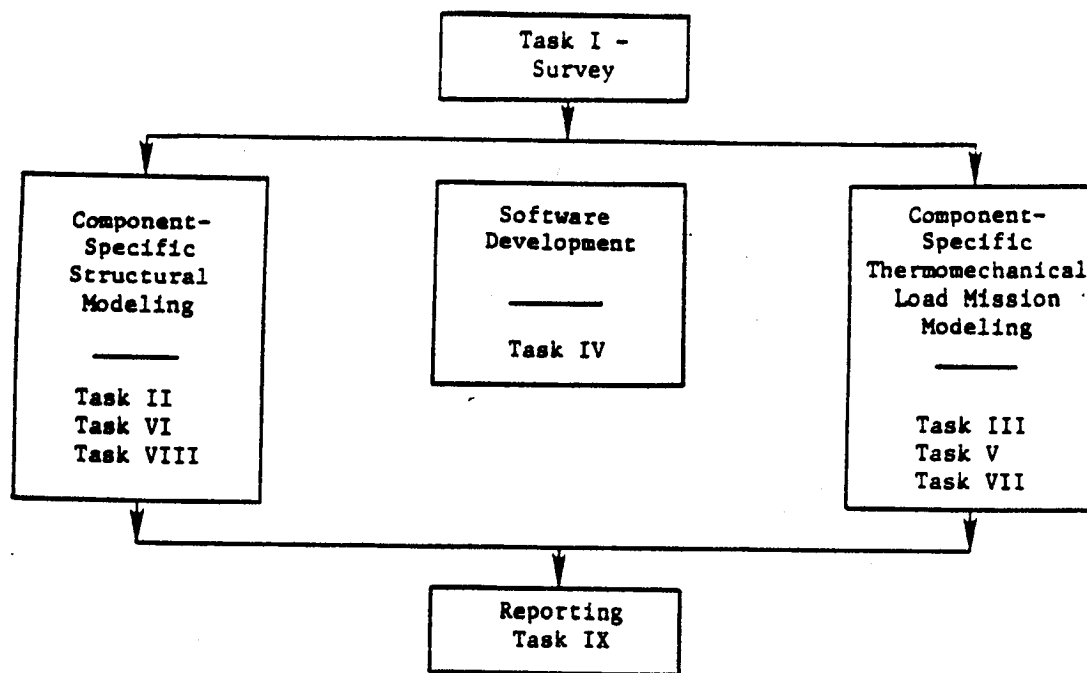 Task I -
Survey
Component-
Specific
Structural
Modeling
Task II
Task VI
Task VIII
Software
Development
Task IV
Component-
Specific
Thermomechanical
Load Mission
Modeling
Task III
Task V
Task VII
Reporting
Task IX